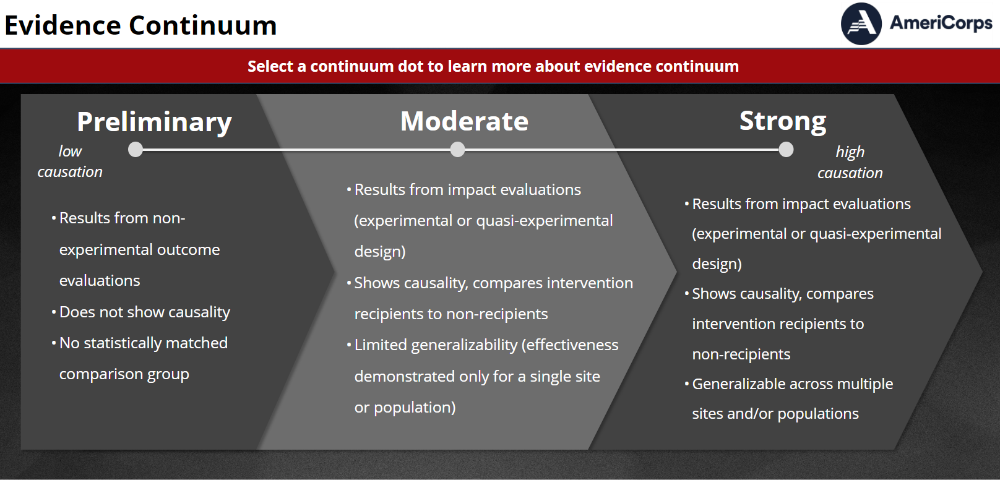 Evidence Continuum
AmeriCorps
Select a continuum dot to learn more about evidence continuum
Preliminary
low
causation
• Results from non-
experimental outcome
evaluations
• Does not show causality
• No statistically matched
comparison group
Moderate
• Results from impact evaluations
(experimental or quasi-experimental
design)
• Shows causality, compares intervention
recipients to non-recipients
• Limited generalizability (effectiveness
demonstrated only for a single site
or population)
Strong
high
causation
• Results from impact evaluations
(experimental or quasi-experimental
design)
• Shows causality, compares
intervention recipients to
non-recipients
• Generalizable across multiple
sites and/or populations